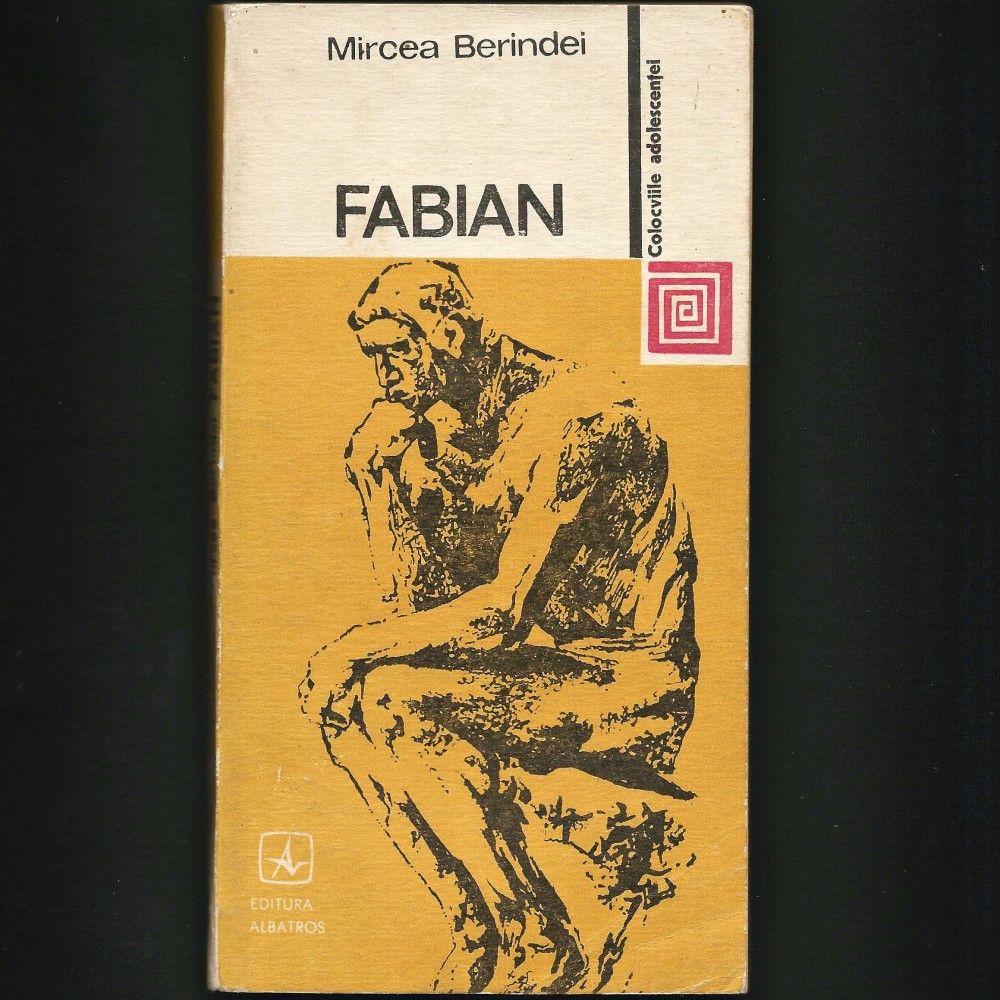 Mircea Berindei
FABIAN
Colocviile adolescenței
EDITURA
ALBATROS